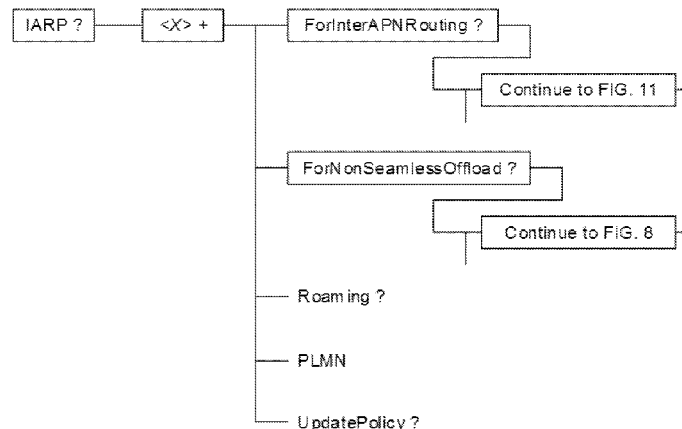 IARP ?
<X> +
ForInterAPNRouting ?
Continue to FIG. 11
ForNonSeamlessOffload ?
Continue to FIG. 8
Roaming ?
PLMN
UpdatePolicy ?